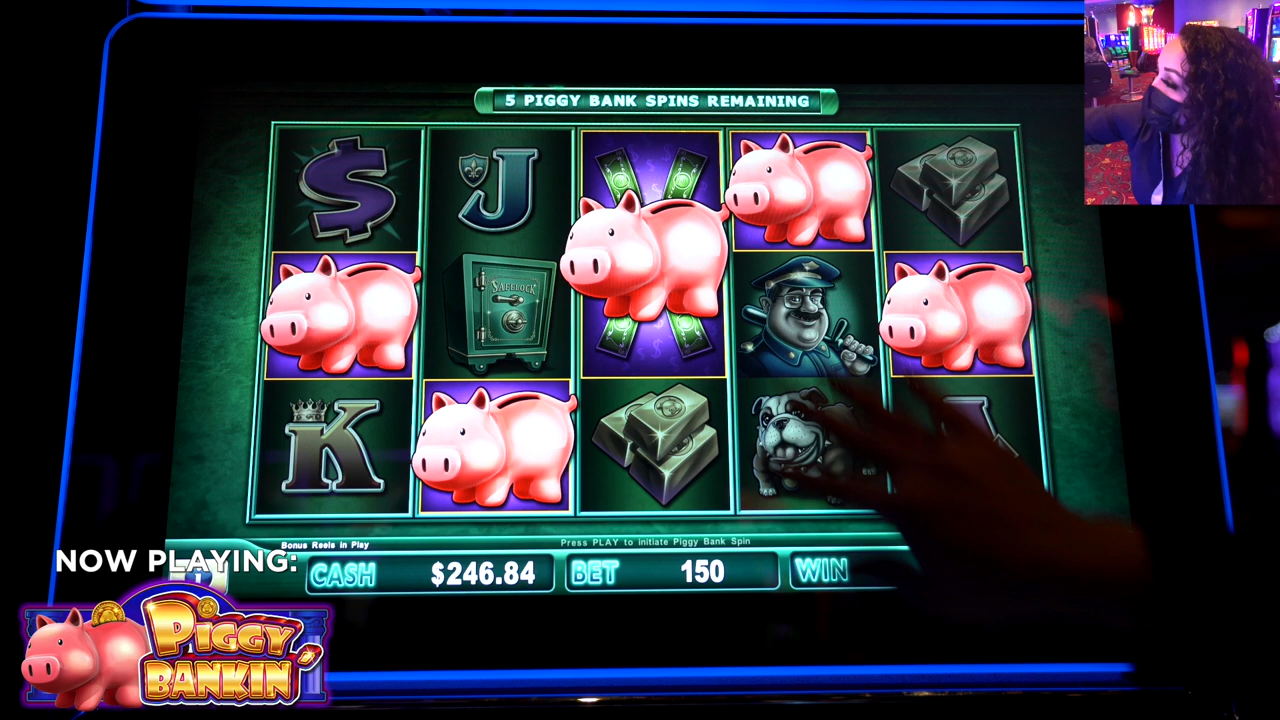 5 PIGGY BANK SPINS REMAINING
$
J
SAFELOCK
K
Bonus Reels in Play
Press PLAY to initiate Piggy Bank Spin
CASH $246.84 BET 150 WIN
NOW PLAYING:
PIGGY
BANKIN'